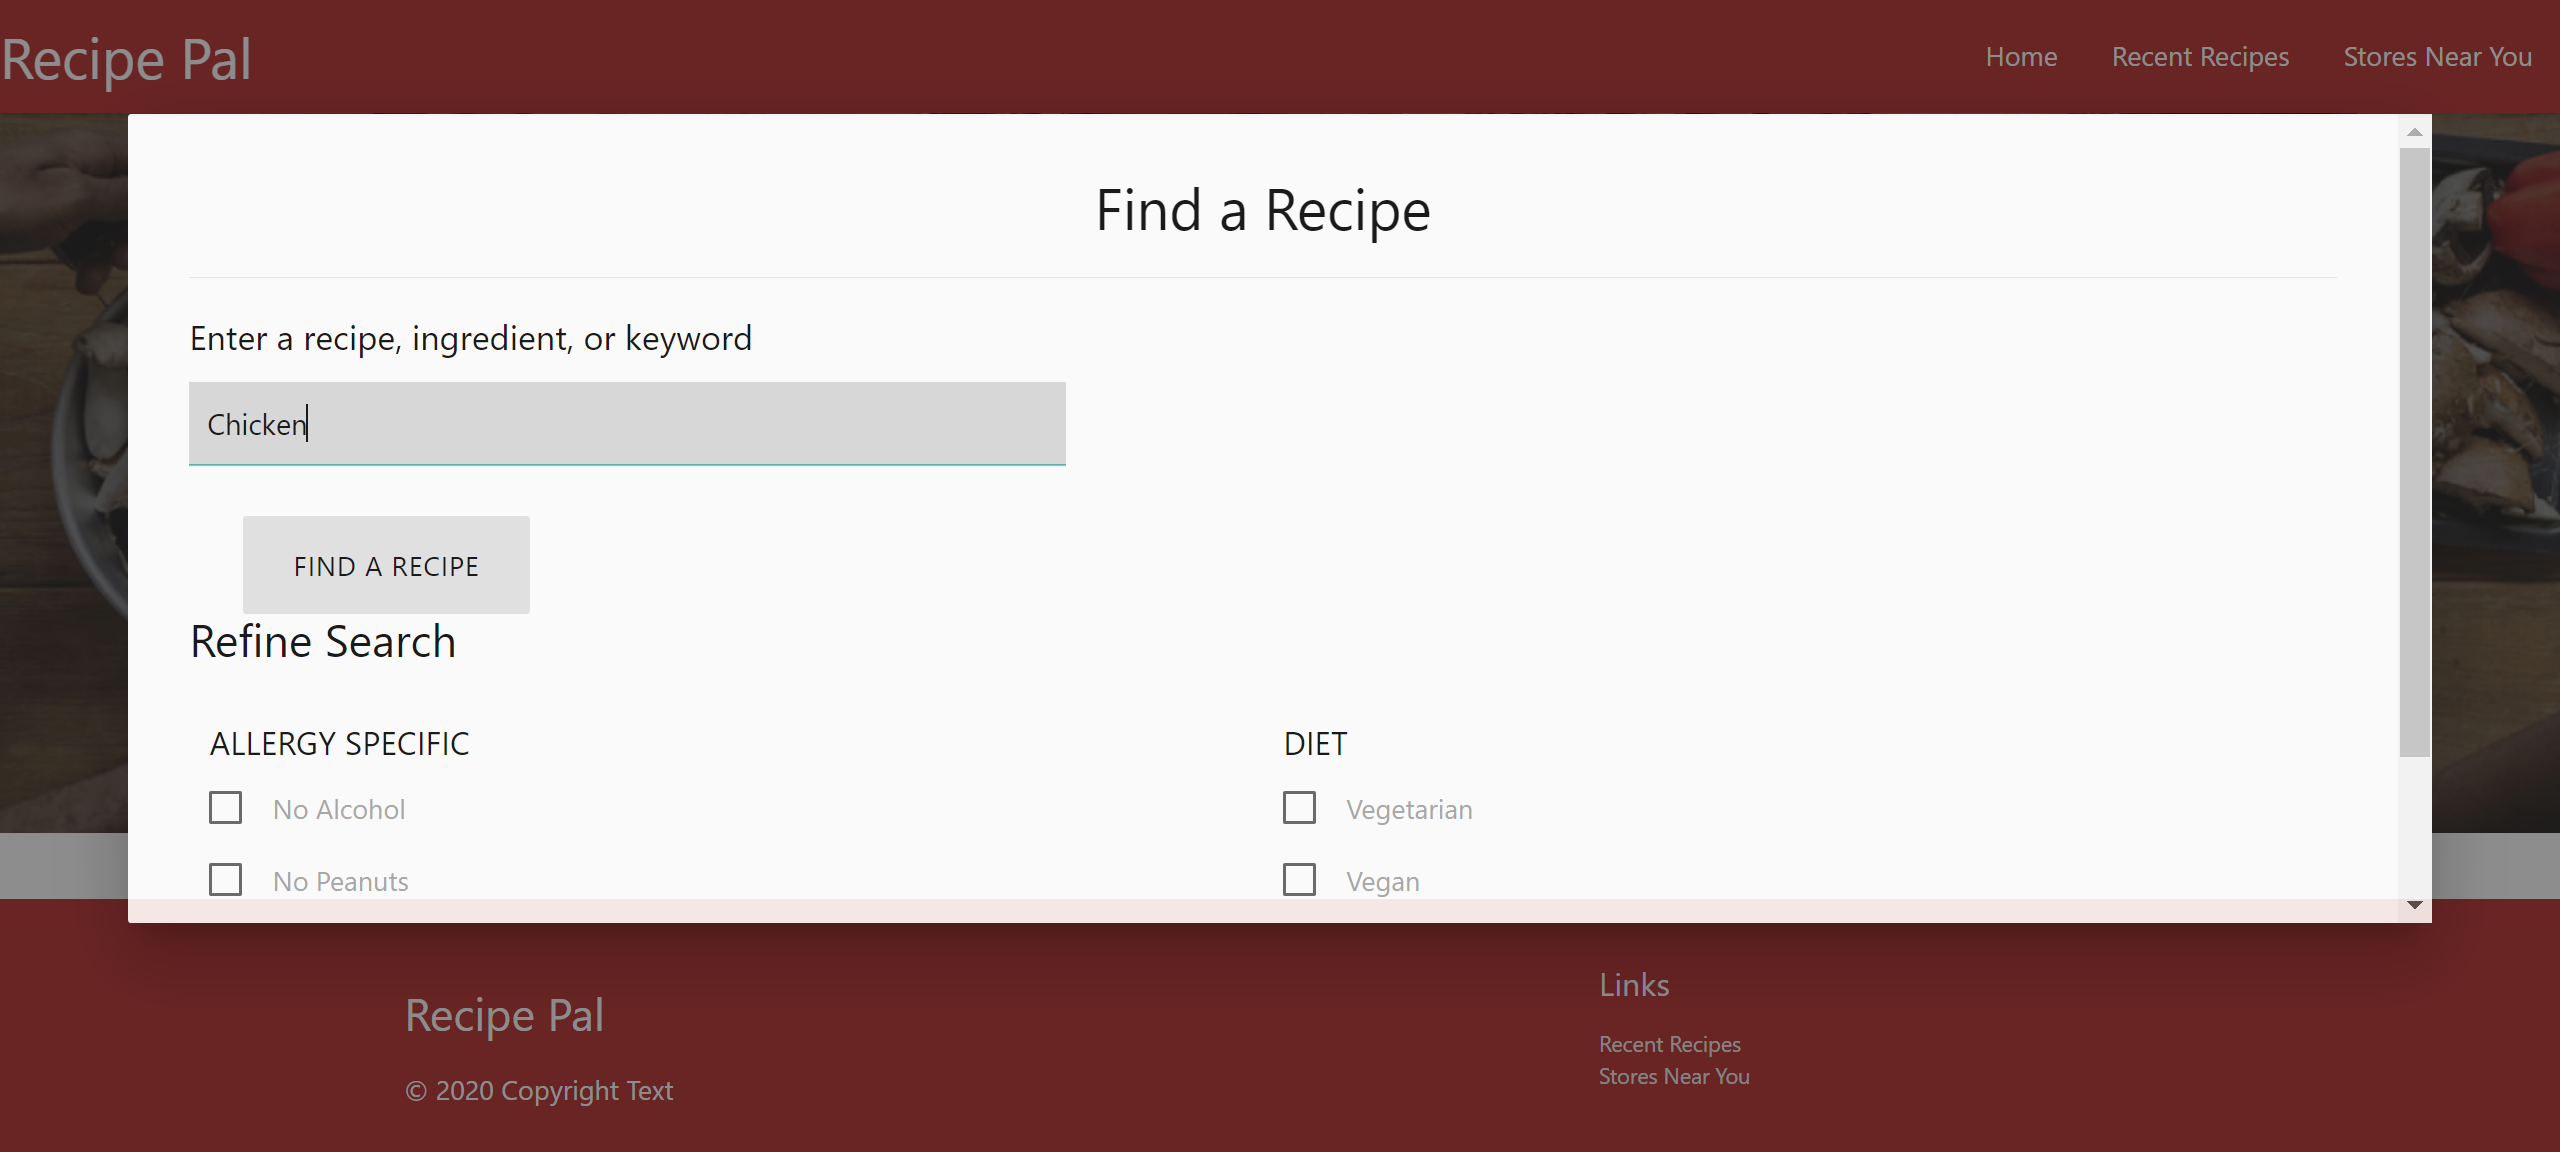 Recipe Pal
Home
Recent Recipes
Stores Near You
Find a Recipe
Enter a recipe, ingredient, or keyword
Chicken
FIND A RECIPE
Refine Search
ALLERGY SPECIFIC
No Alcohol
No Peanuts
DIET
Vegetarian
Vegan
Recipe Pal
© 2020 Copyright Text
Links
Recent Recipes
Stores Near You